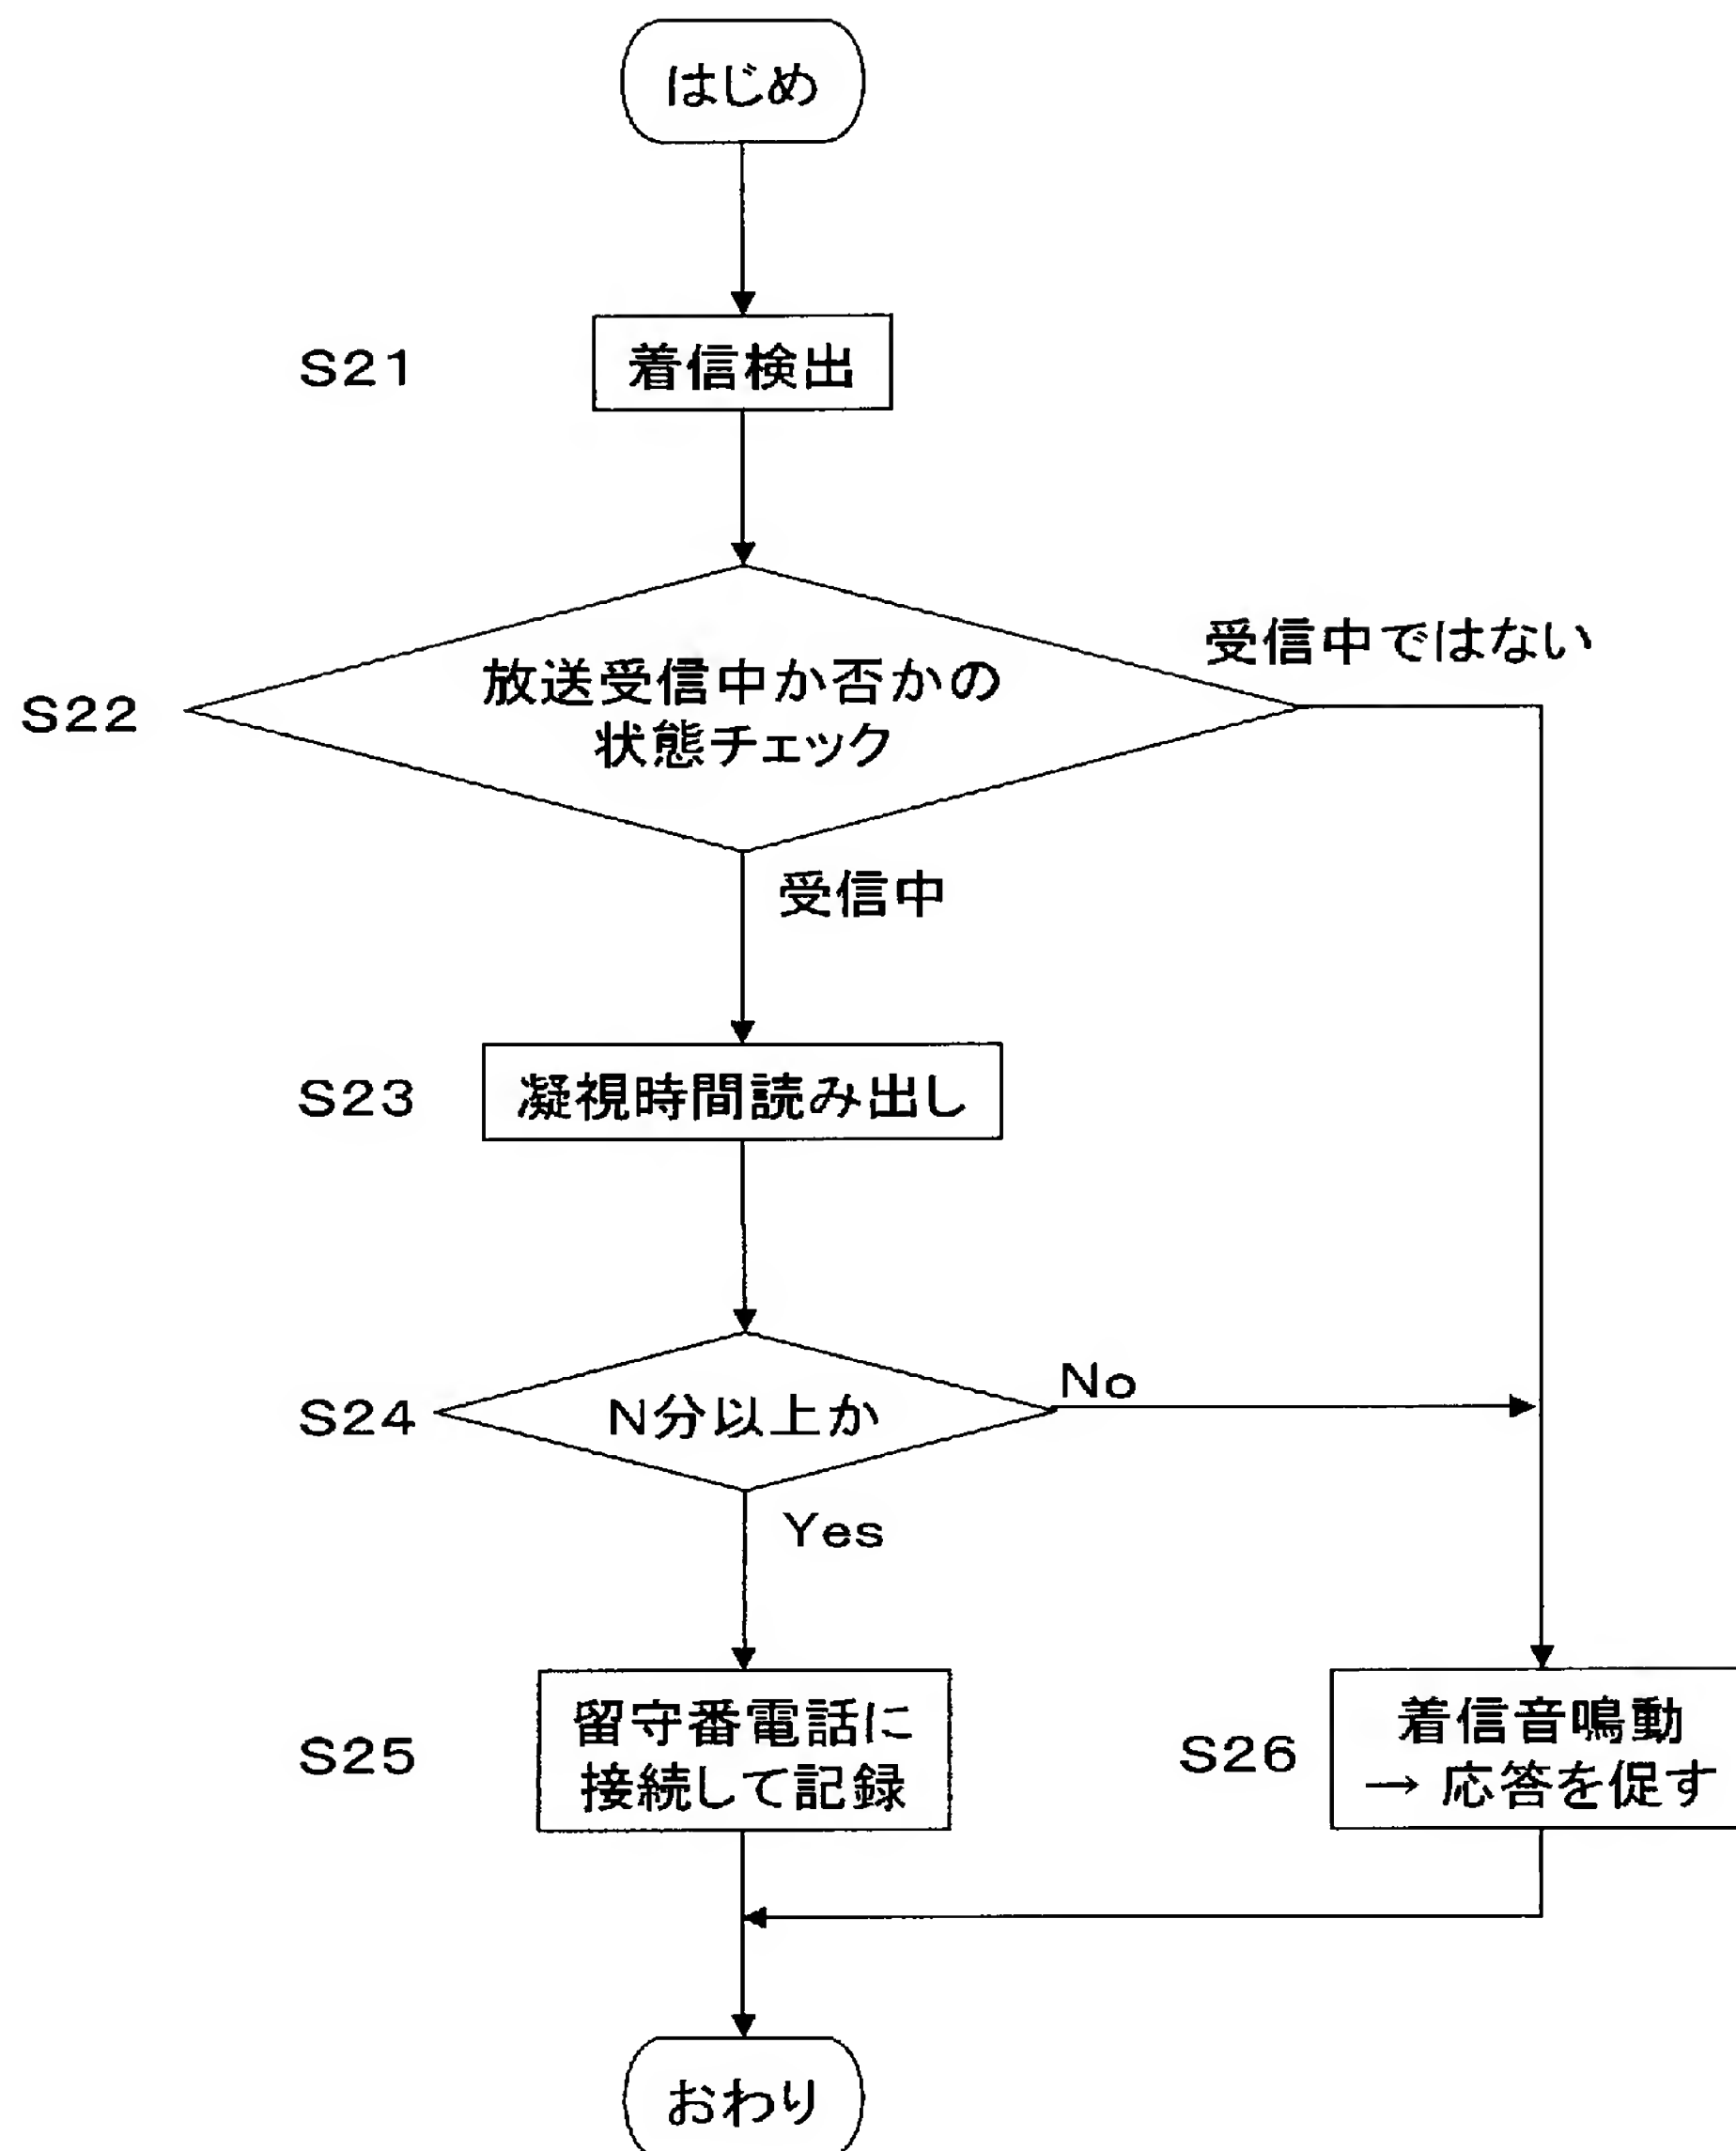 はじめ
S21
着信検出
受信中ではない
S22
放送受信中か否かの
状態チェック
受信中
S23
凝視時間読み出し
S24
N分以上か
No
Yes
S25
留守番電話に
接続して記録
S26
着信音鳴動
→ 応答を促す
おわり